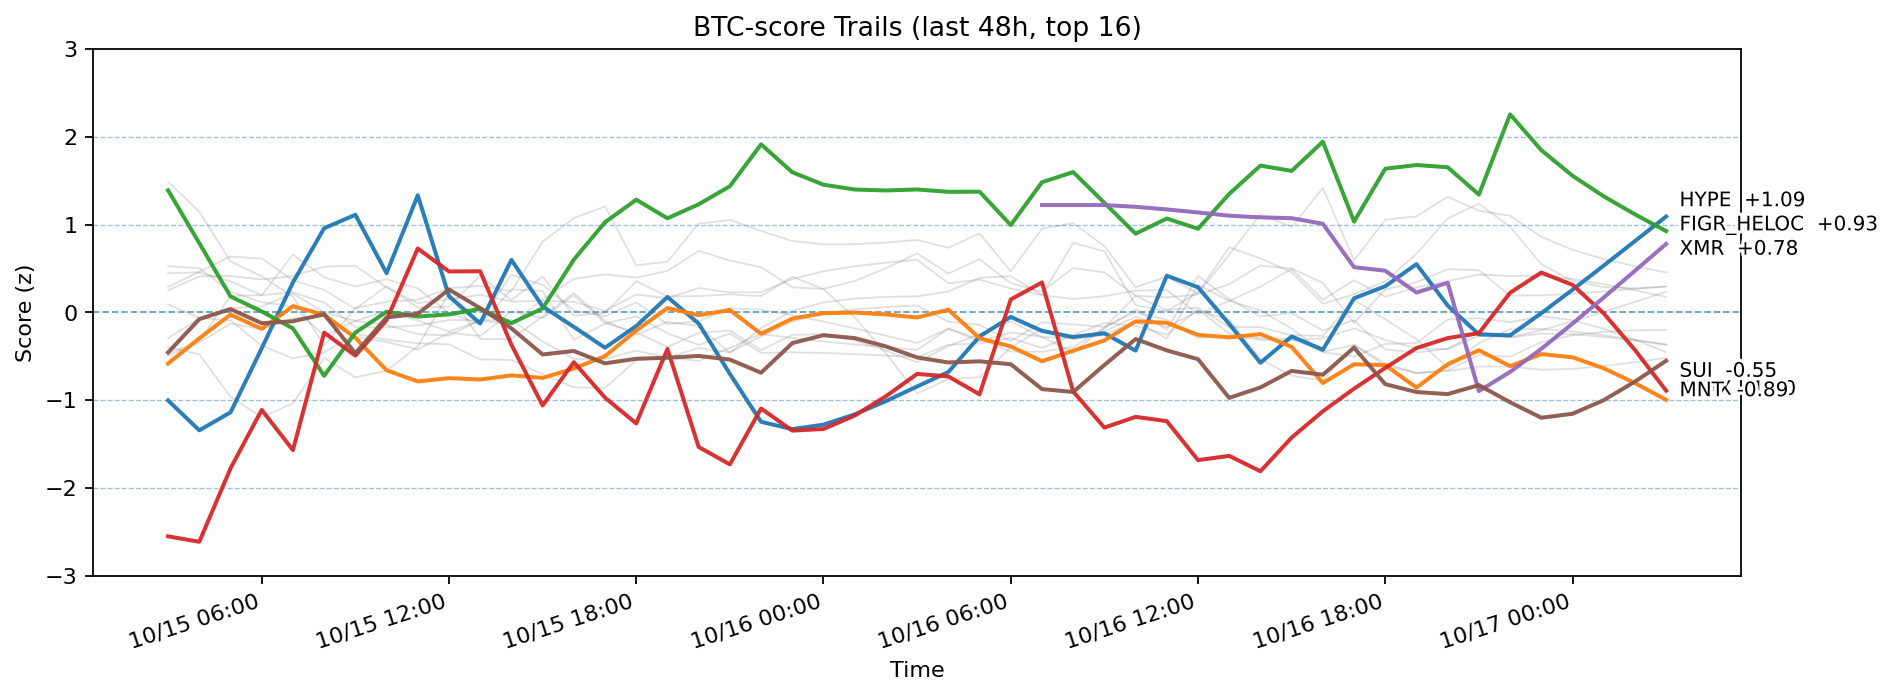 BTC-score Trails (last 48h, top 16)
3
2
1
0
−1
−2
−3
Score (z)
HYPE +1.09
FIGR_HELOC +0.93
XMR +0.78
SUI -0.55
MNT -0.89
10/15 06:00
10/15 12:00
10/15 18:00
10/16 00:00
10/16 06:00
10/16 12:00
10/16 18:00
10/17 00:00
Time